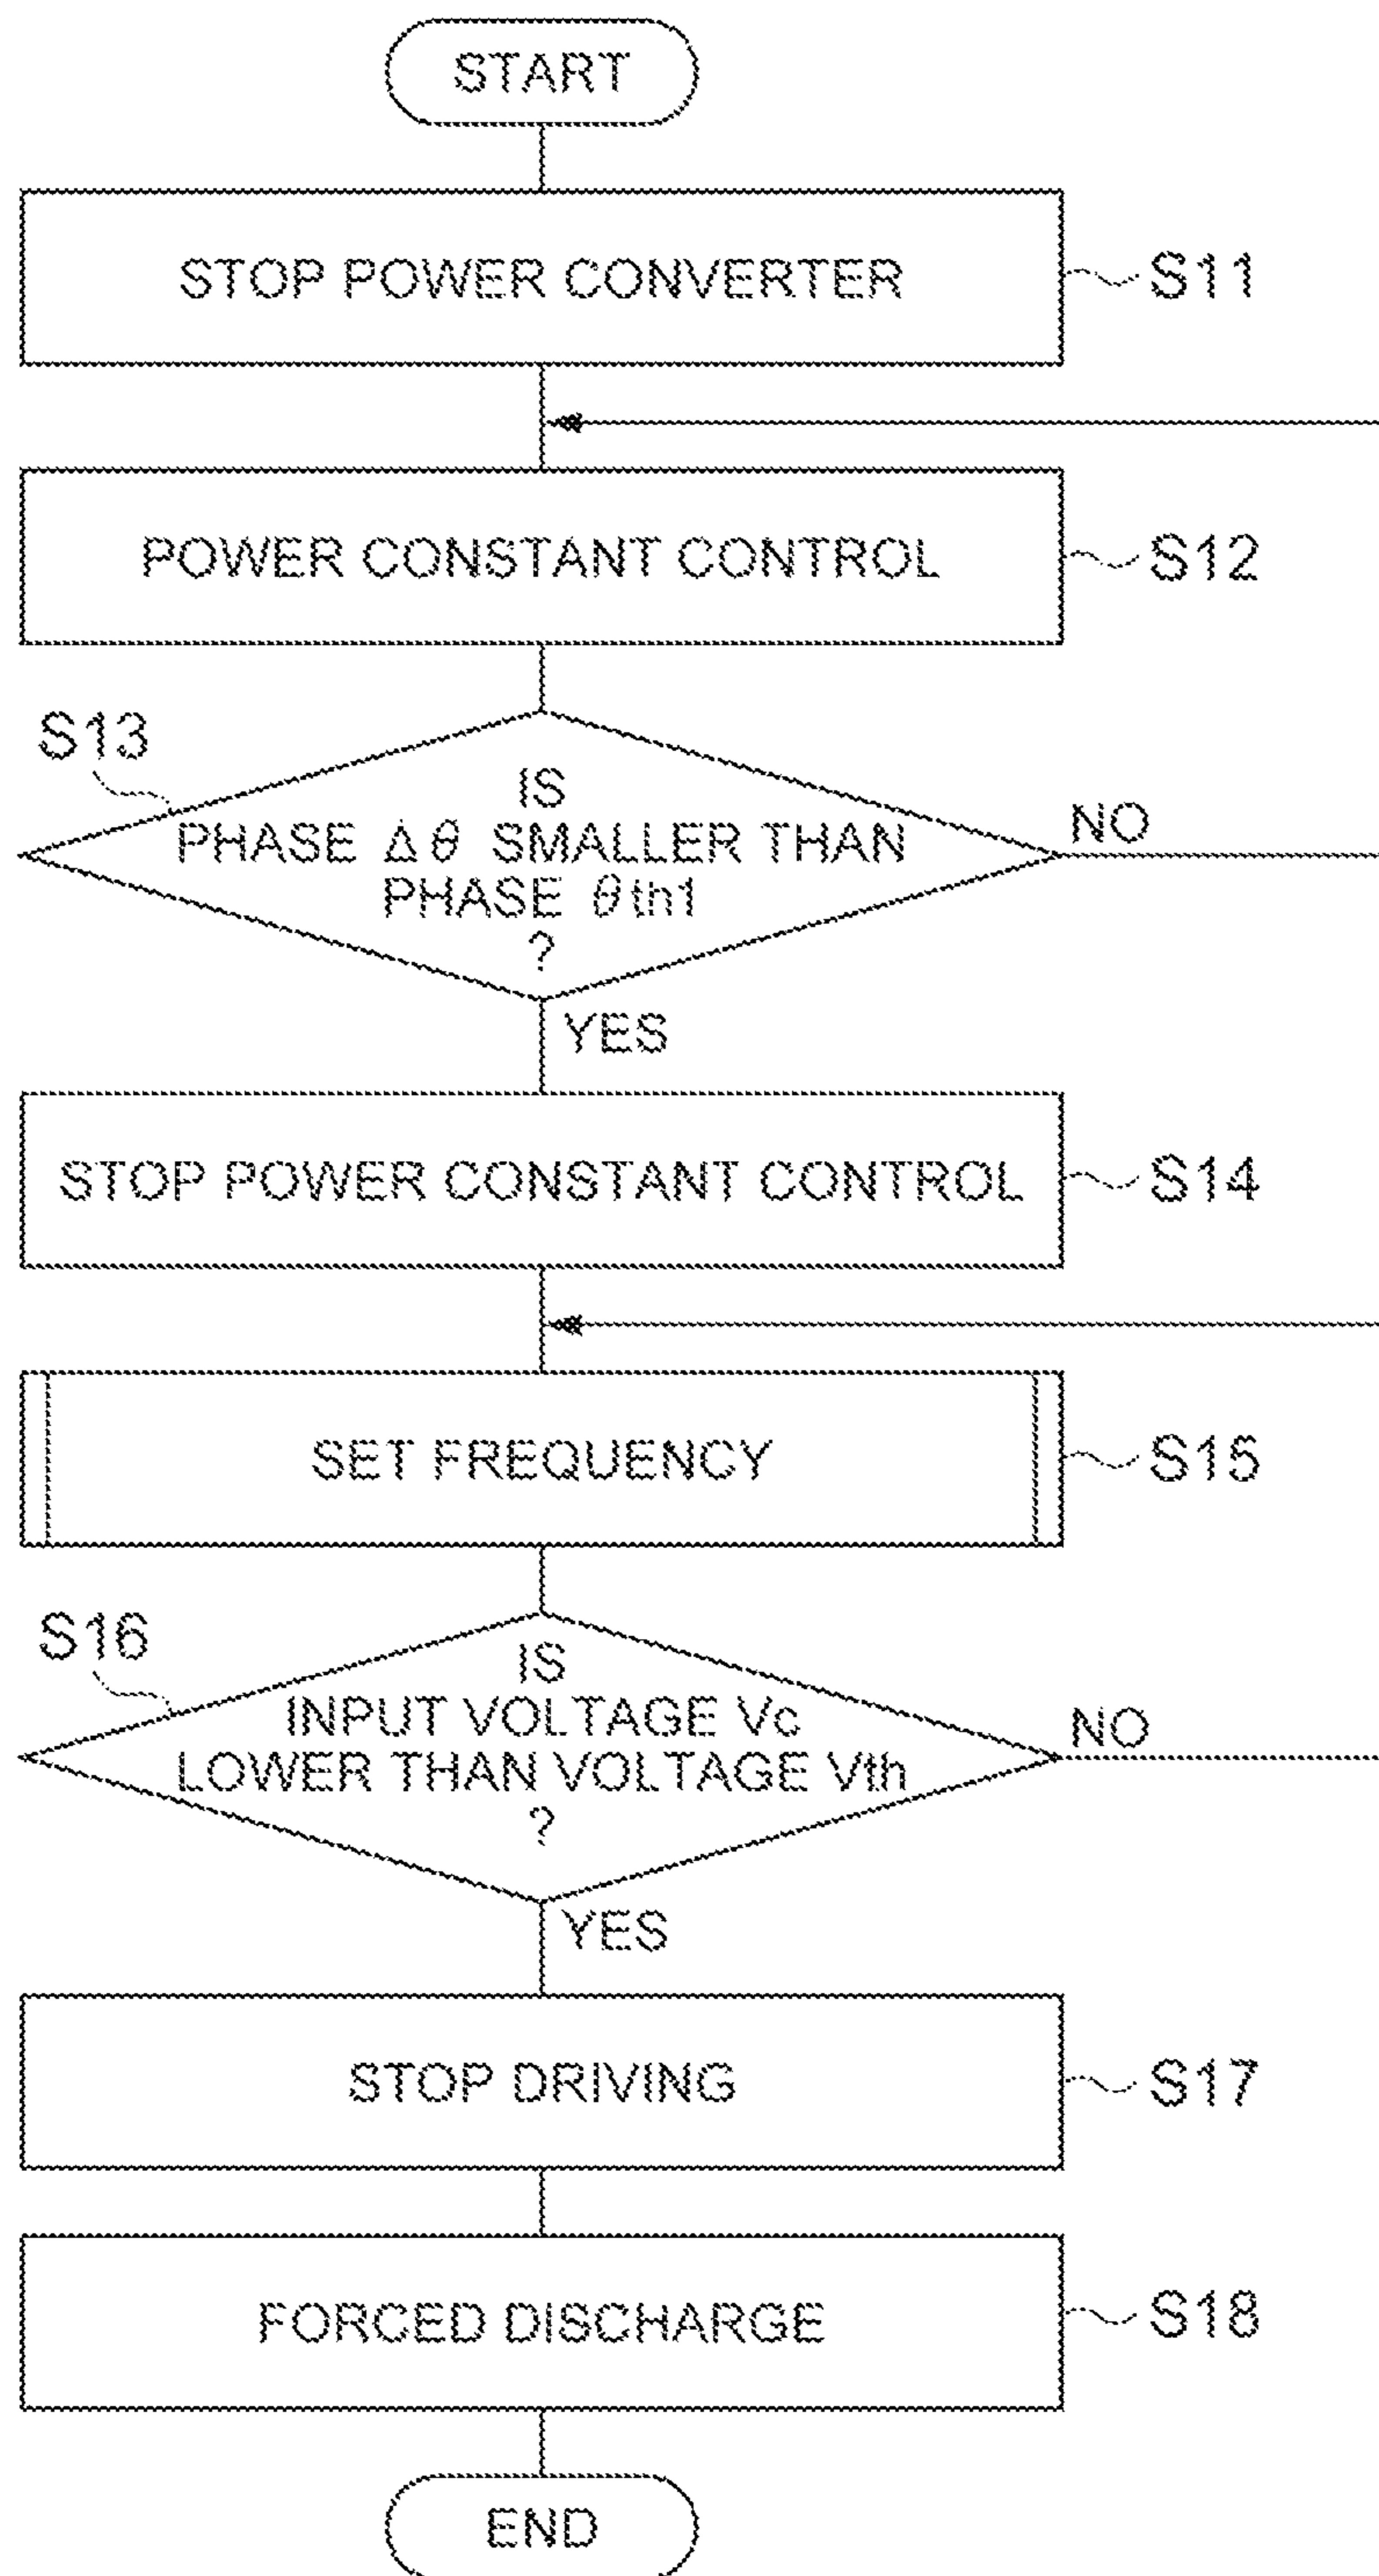 START
STOP POWER CONVERTER
S11
POWER CONSTANT CONTROL
S12
S13
IS
PHASE Δθ SMALLER THAN
PHASE θth1
?
NO
YES
STOP POWER CONSTANT CONTROL
S14
SET FREQUENCY
S15
S16
IS
INPUT VOLTAGE Vc
LOWER THAN VOLTAGE Vth
?
NO
YES
STOP DRIVING
S17
FORCED DISCHARGE
S18
END